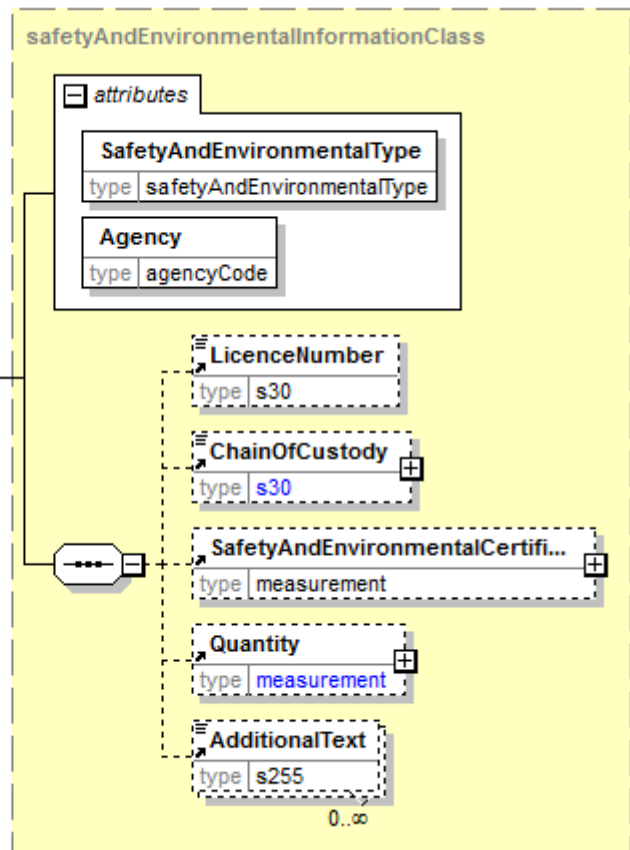 safetyAndEnvironmentalInformationClass
attributes
SafetyAndEnvironmentalType
type safetyAndEnvironmentalType
Agency
type agencyCode
LicenceNumber
type s30
ChainOfCustody
type s30
SafetyAndEnvironmentalCertifi...
type measurement
Quantity
type measurement
AdditionalText
type s255
0..∞